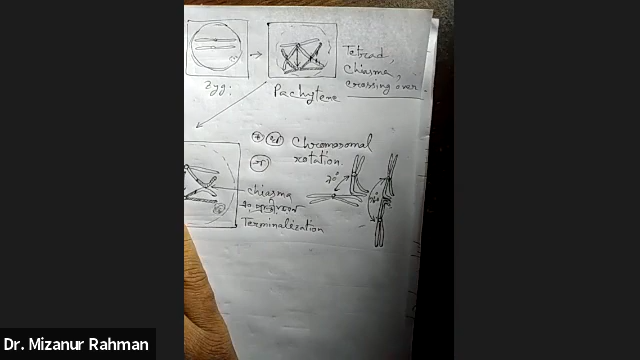 Zyg:
Pachytene
Tetrad,
Chiasma,
crossing over
Chromosomal
rotation.
Chiasma
Terminalization
Dr. Mizanur Rahman